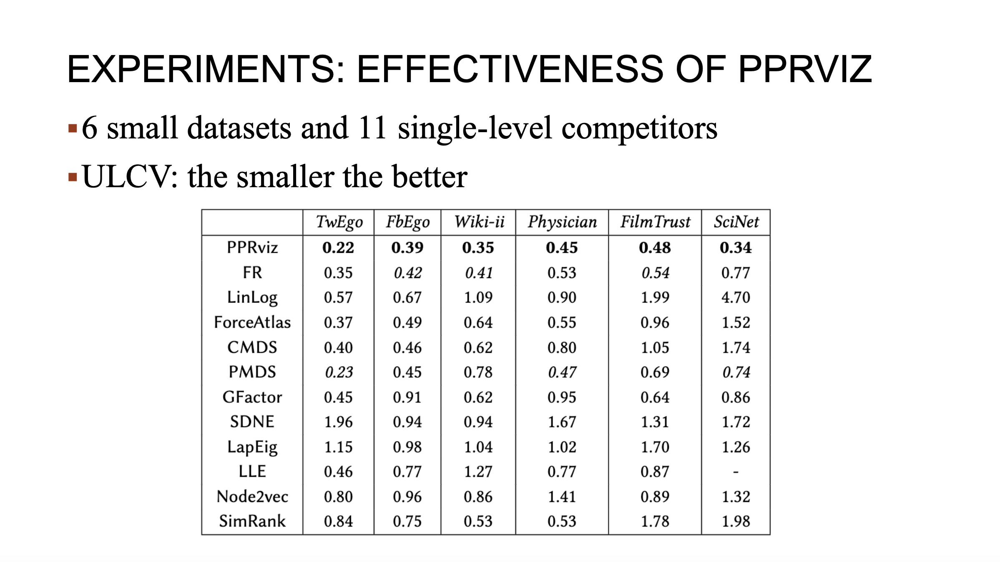 EXPERIMENTS: EFFECTIVENESS OF PPRVIZ
▪6 small datasets and 11 single-level competitors
▪ULCV: the smaller the better
TwEgo FbEgo Wiki-ii Physician FilmTrust SciNet
PPRviz 0.22 0.39 0.35 0.45 0.48 0.34
FR 0.35 0.42 0.41 0.53 0.54 0.77
LinLog 0.57 0.67 1.09 0.90 1.99 4.70
ForceAtlas 0.37 0.49 0.64 0.55 0.96 1.52
CMDS 0.40 0.46 0.62 0.80 1.05 1.74
PMDS 0.23 0.45 0.78 0.47 0.69 0.74
GFactor 0.45 0.91 0.62 0.95 0.64 0.86
SDNE 1.96 0.94 0.94 1.67 1.31 1.72
LapEig 1.15 0.98 1.04 1.02 1.70 1.26
LLE 0.46 0.77 1.27 0.77 0.87 -
Node2vec 0.80 0.96 0.86 1.41 0.89 1.32
SimRank 0.84 0.75 0.53 0.53 1.78 1.98